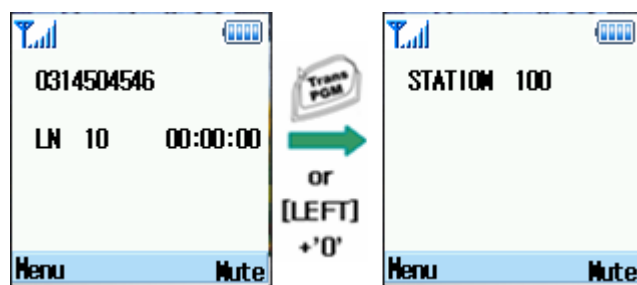 0314504546
LN 10 00:00:00
Menu Mute
Trans
PGM
or
[LEFT]
+'0'
STATION 100
Menu Mute